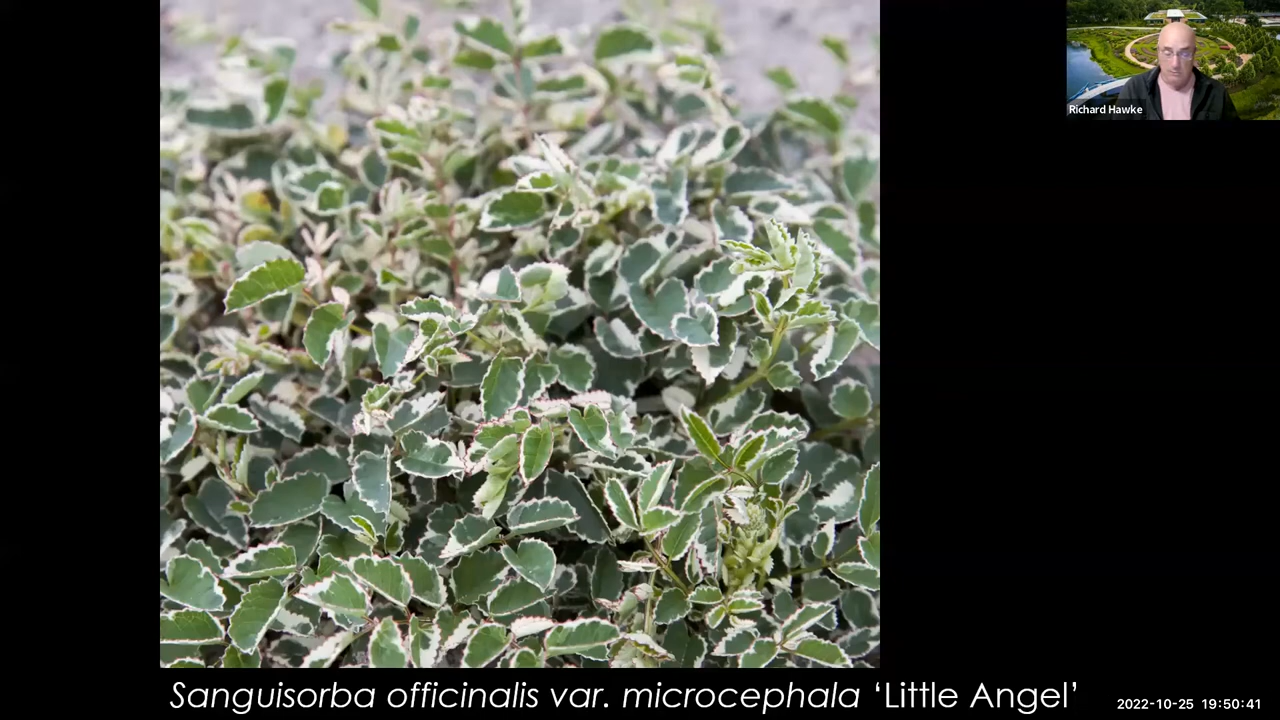 Richard Hawke
Sanguisorba officinalis var. microcephala ‘Little Angel’
2022-10-25 19:50:41